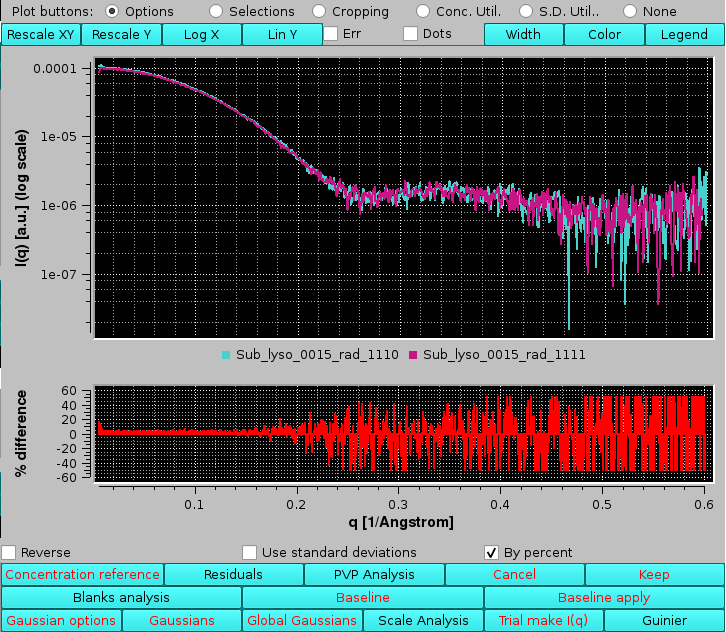 Plot buttons: Options Selections Cropping Conc. Util. S.D. Util.. None
Rescale XY Rescale Y Log X Lin Y Err Dots Width Color Legend
I(q) [a.u.] (log scale)
0.0001
1e-05
1e-06
1e-07
Sub_lyso_0015_rad_1110 Sub_lyso_0015_rad_1111
% difference
60
40
20
0
-20
-40
-60
0.1 0.2 0.3 0.4 0.5 0.6
q [1/Angstrom]
Reverse Use standard deviations By percent
Concentration reference Residuals PVP Analysis Cancel Keep
Blanks analysis Baseline Baseline apply
Gaussian options Gaussians Global Gaussians Scale Analysis Trial make I(q) Guinier